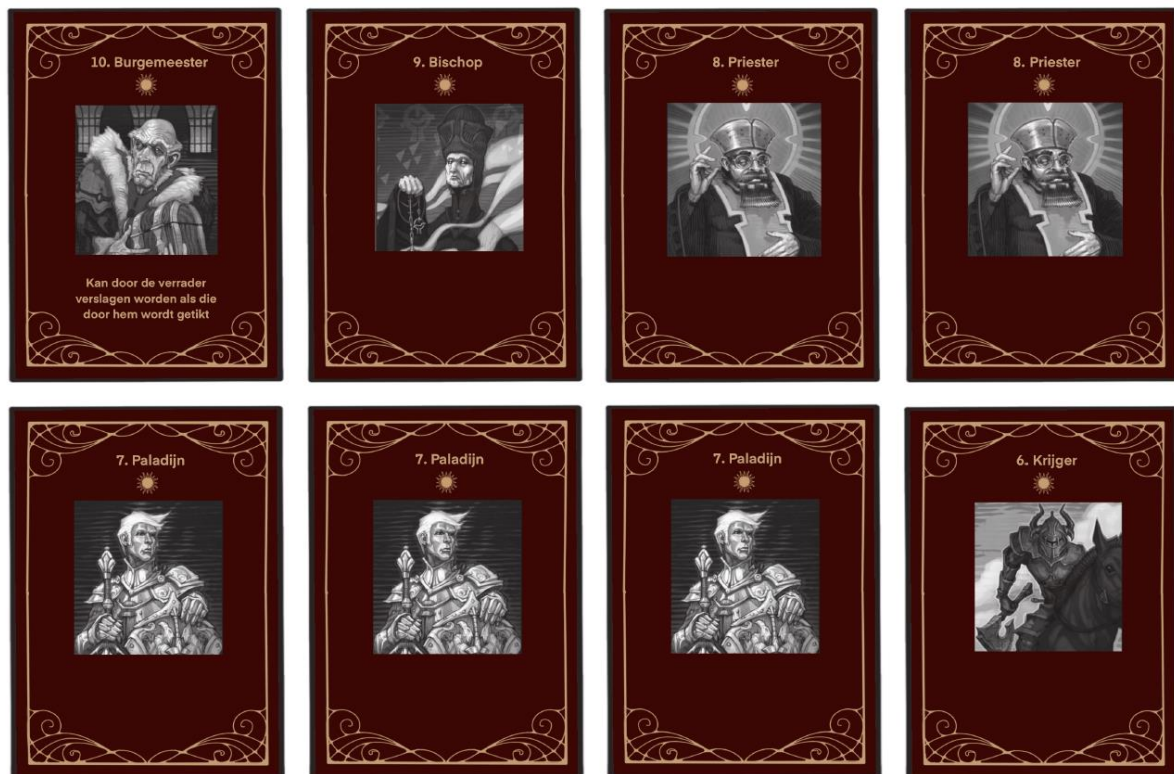 10. Burgemeester
Kan door de verrader
verslagen worden als die
door hem wordt getikt
9. Bischop
8. Priester
8. Priester
7. Paladijn
7. Paladijn
7. Paladijn
6. Krijger